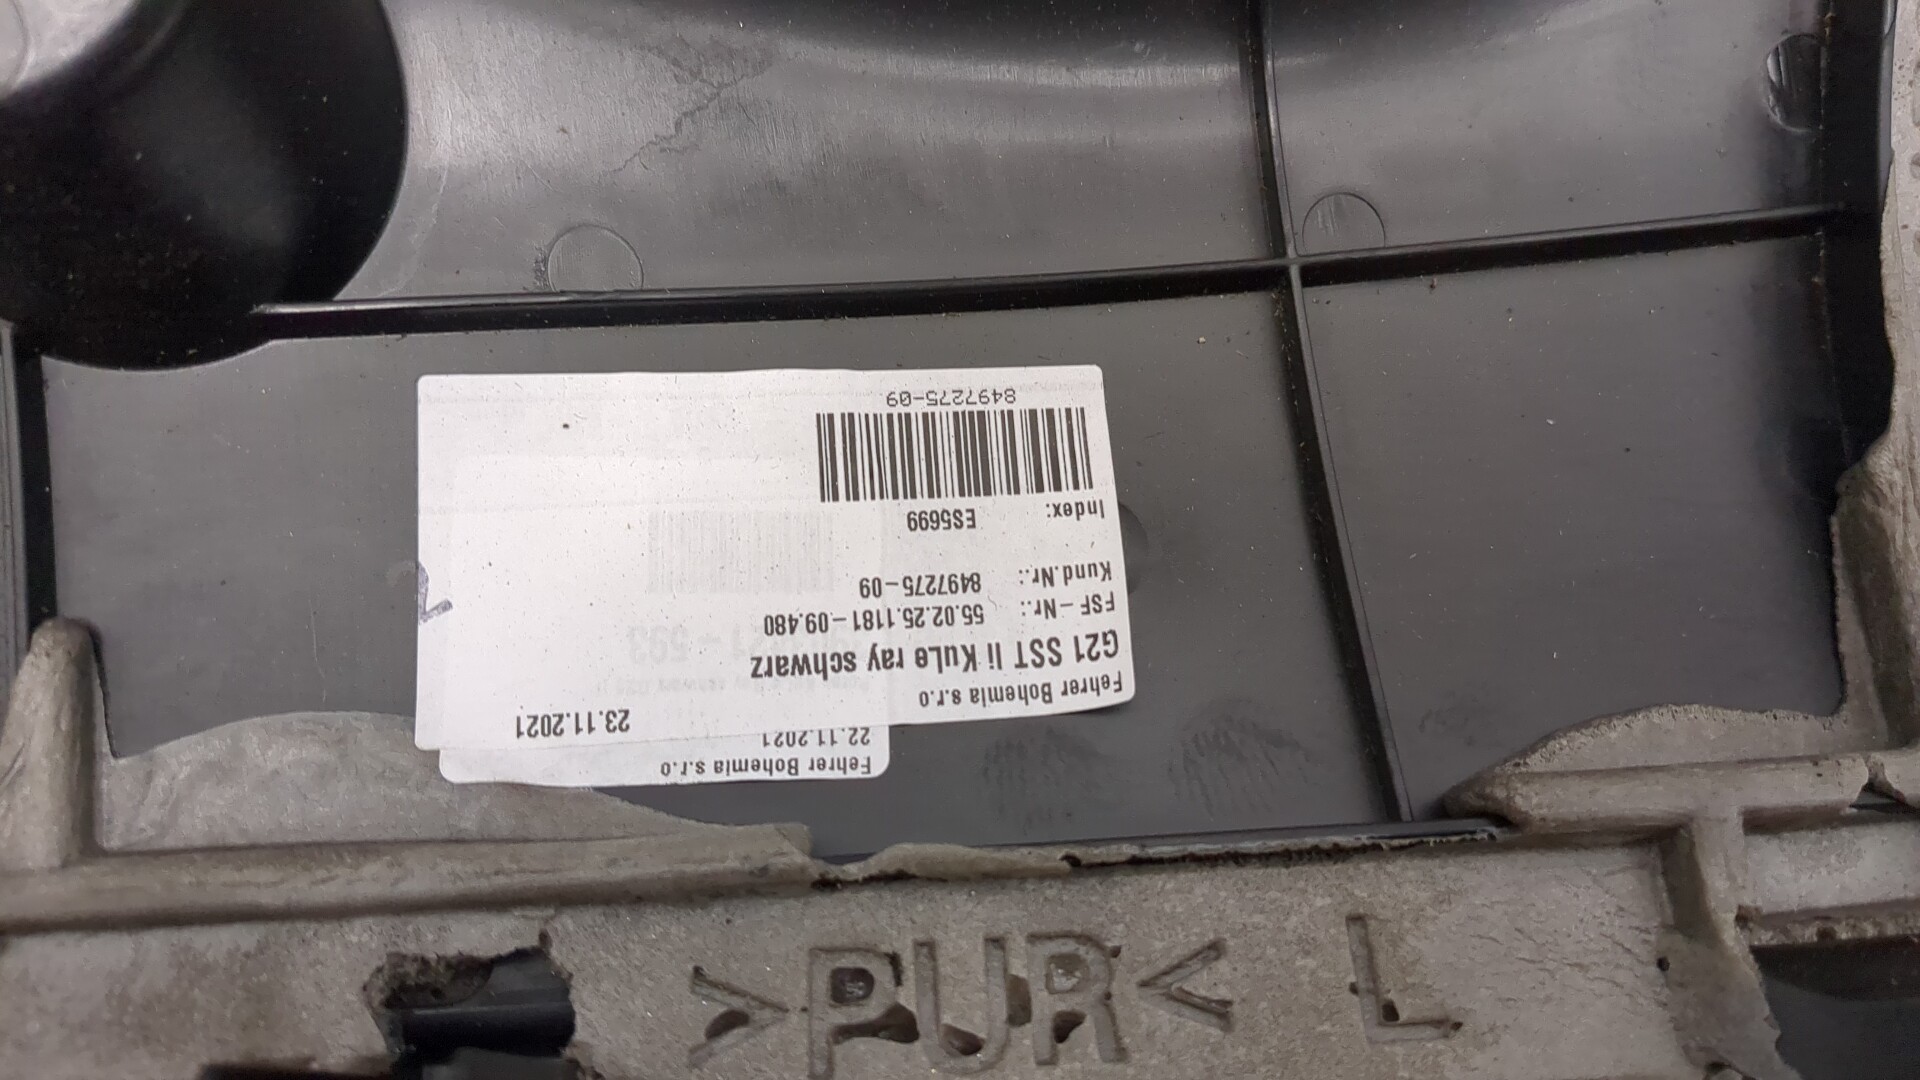 Fehrer Bohemia s.r.o
22.11.2021
23.11.2021
Fehrer Bohemia s.r.o
G21 SST li KuLe ray schwarz
FSF-Nr.: 55.02.25.1181-09.480
Kund.Nr.: 8497275-09
Index: ES5699
8497275-09
>PUR< L